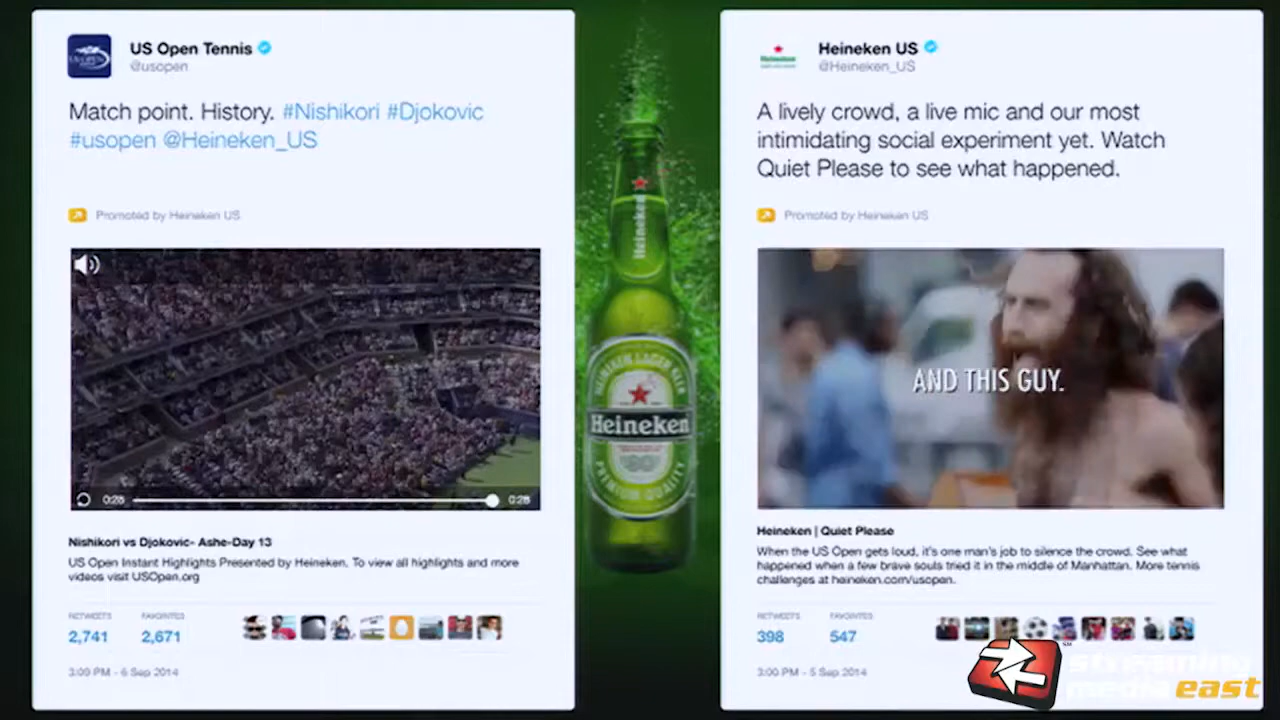 US Open Tennis
@usopen
Match point. History. #Nishikori #Djokovic
#usopen @Heineken_US
Promoted by Heineken US
0:28
0:28
Nishikori vs Djokovic- Ashe-Day 13
US Open Instant Highlights Presented by Heineken. To view all highlights and more
videos visit USOpen.org
RETWEETS FAVORITES
2,741 2,671
3:09 PM - 6 Sep 2014
Heineken
HEINEKEN LAGER BEER
Heineken
PREMIUM QUALITY
Heineken US
@Heineken_US
A lively crowd, a live mic and our most
intimidating social experiment yet. Watch
Quiet Please to see what happened.
Promoted by Heineken US
AND THIS GUY.
Heineken | Quiet Please
When the US Open gets loud, it's one man's job to silence the crowd. See what
happened when a few brave souls tried it in the middle of Manhattan. More tennis
challenges at heineken.com/usopen.
RETWEETS FAVORITES
398 547
3:00 PM - 5 Sep 2014
streaming
media east